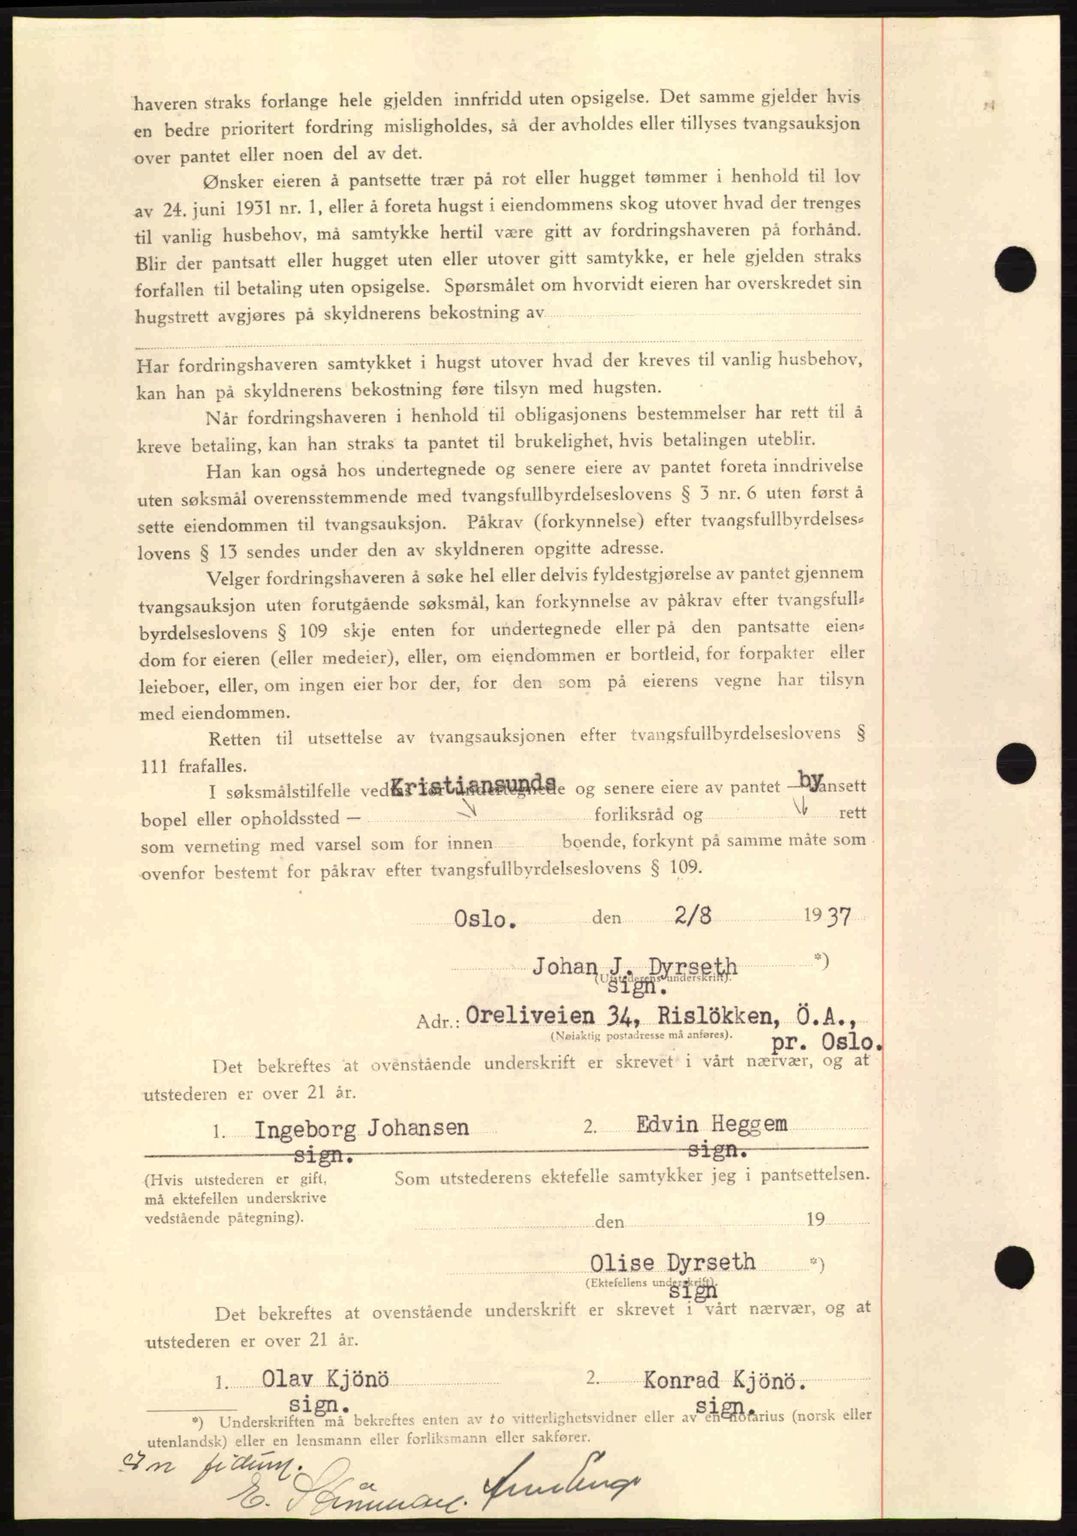 haveren straks forlange hele gjelden innfridd uten opsigelse. Det samme gjelder hvis
en bedre prioritert fordring misligholdes, så der avholdes eller tillyses tvangsauksjon
over pantet eller noen del av det.
Ønsker eieren å pantsette trær på rot eller hugget tømmer i henhold til lov
av 24. juni 1931 nr. 1, eller å foreta hugst i eiendommens skog utover hvad der trenges
til vanlig husbehov, må samtykke hertil være gitt av fordringshaveren på forhånd.
Blir der pantsatt eller hugget uten eller utover gitt samtykke, er hele gjelden straks
forfallen til betaling uten opsigelse. Spørsmålet om hvorvidt eieren har overskredet sin
hugstrett avgjøres på skyldnerens bekostning av
Har fordringshaveren samtykket i hugst utover hvad der kreves til vanlig husbehov,
kan han på skyldnerens bekostning føre tilsyn med hugsten.
Når fordringshaveren i henhold til obligasjonens bestemmelser har rett til å
kreve betaling, kan han straks ta pantet til brukelighet, hvis betalingen uteblir.
Han kan også hos undertegnede og senere eiere av pantet foreta inndrivelse
uten søksmål overensstemmende med tvangsfullbyrdelseslovens § 3 nr. 6 uten først å
sette eiendommen til tvangsauksjon. Påkrav (forkynnelse) efter tvangsfullbyrdelses=
lovens § 13 sendes under den av skyldneren opgitte adresse.
Velger fordringshaveren å søke hel eller delvis fyldestgjørelse av pantet gjennem
tvangsauksjon uten forutgående søksmål, kan forkynnelse av påkrav efter tvangsfull=
byrdelseslovens § 109 skje enten for undertegnede eller på den pantsatte eien=
dom for eieren (eller medeier), eller, om eiendommen er bortleid, for forpakter eller
leieboer, eller, om ingen eier bor der, for den som på eierens vegne har tilsyn
med eiendommen.
Retten til utsettelse av tvangsauksjonen efter tvangsfullbyrdelseslovens §
111 frafalles.
Kristiansunds by
I søksmålstilfelle vedtas for undertegnede og senere eiere av pantet — uansett
bopel eller opholdssted — forliksråd og rett
som verneting med varsel som for innen boende, forkynt på samme måte som
ovenfor bestemt for påkrav efter tvangsfullbyrdelseslovens § 109.
Oslo. den 2/8 1937
Johan J. Dyrseth *)
(Utstederens underskrift).
sign.
Adr.: Oreliveien 34, Rislökken, Ö.A.,
(Nøiaktig postadresse må anføres).
pr. Oslo.
Det bekreftes at ovenstående underskrift er skrevet i vårt nærvær, og at
utstederen er over 21 år.
1. Ingeborg Johansen 2. Edvin Heggem
sign. sign.
(Hvis utstederen er gift, Som utstederens ektefelle samtykker jeg i pantsettelsen.
må ektefellen underskrive
vedstående påtegning).
den 19
Olise Dyrseth *)
(Ektefellens underskrift).
sign
Det bekreftes at ovenstående underskrift er skrevet i vårt nærvær, og at
utstederen er over 21 år.
1. Olav Kjönö 2. Konrad Kjönö.
sign. sign.
*) Underskriften må bekreftes enten av to vitterlighetsvidner eller av en notarius (norsk eller
utenlandsk) eller en lensmann eller forliksmann eller sakfører.
In fidum.
E.